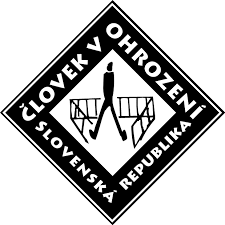 ČLOVEK V OHROZENÍ
SLOVENSKÁ REPUBLIKA